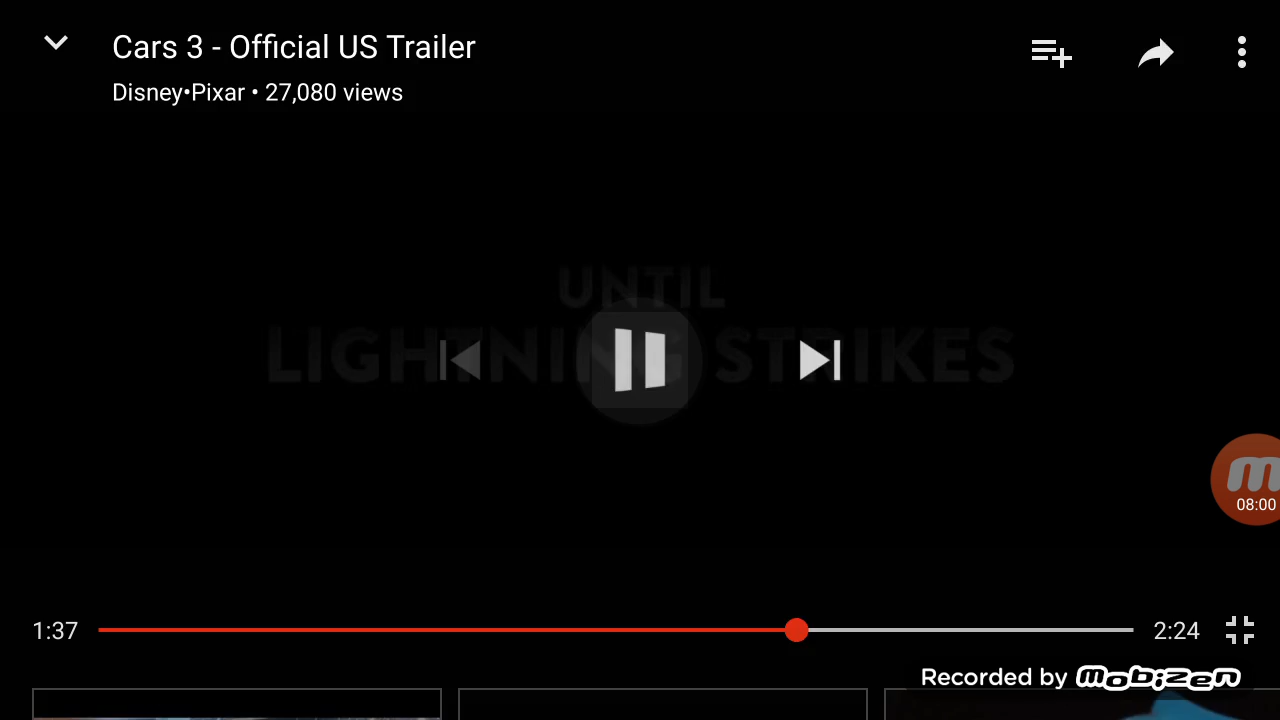 Cars 3 - Official US Trailer
Disney•Pixar • 27,080 views
UNTIL
LIGHTNING STRIKES
08:00
1:37
2:24
Recorded by mobizen